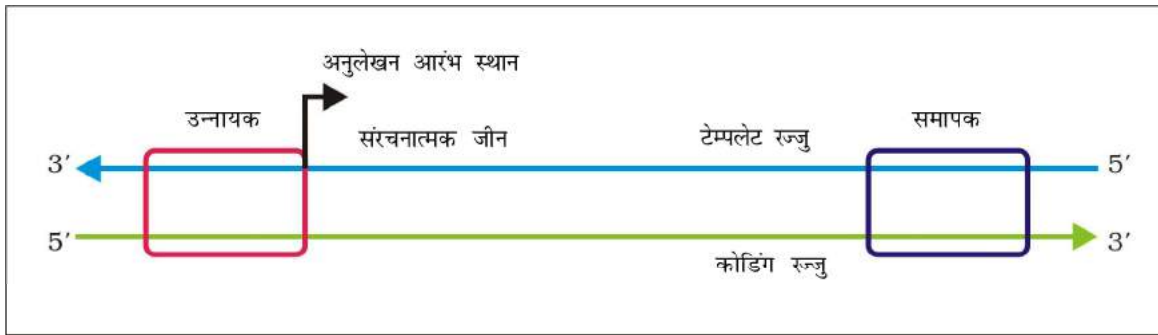 अनुलेखन आरंभ स्थान
उन्नायक
समापक
संरचनात्मक जीन
टेम्पलेट रज्जु
3′
5′
5′
3′
कोडिंग रज्जु